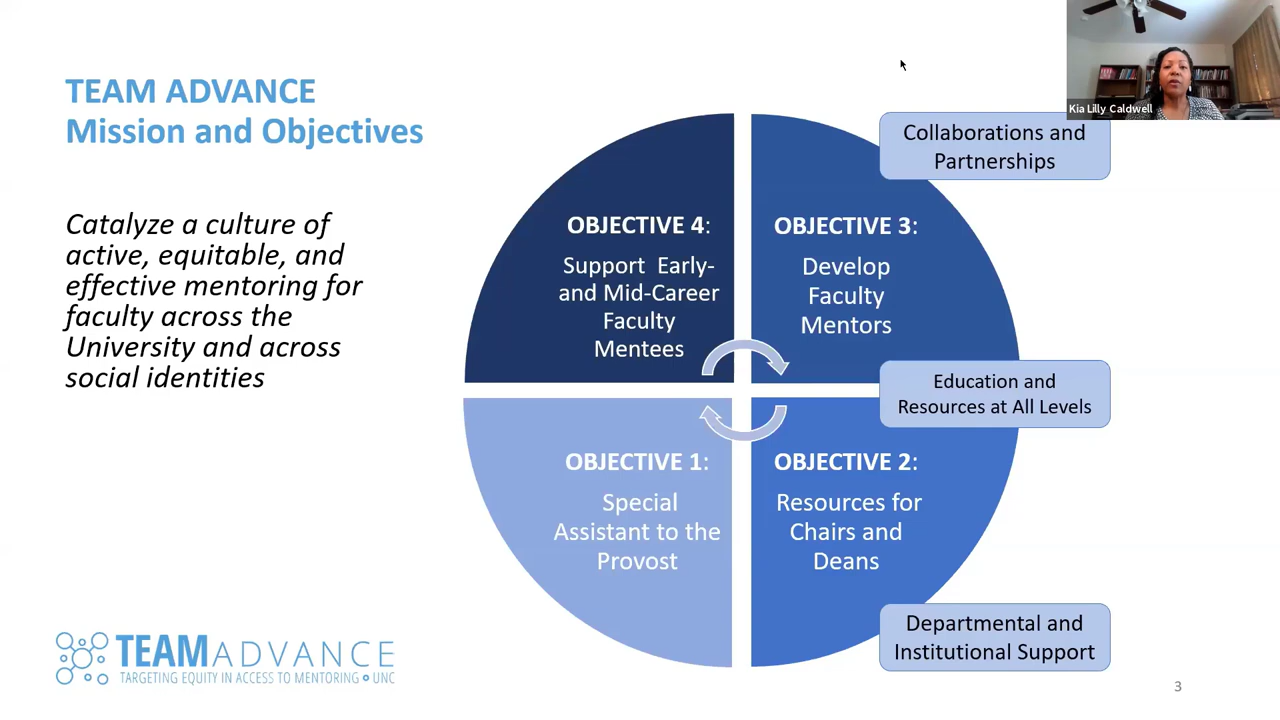 TEAM ADVANCE
Mission and Objectives
Catalyze a culture of
active, equitable, and
effective mentoring for
faculty across the
University and across
social identities
OBJECTIVE 4:
Support Early-
and Mid-Career
Faculty
Mentees
OBJECTIVE 3:
Develop
Faculty
Mentors
OBJECTIVE 1:
Special
Assistant to the
Provost
OBJECTIVE 2:
Resources for
Chairs and
Deans
Collaborations and
Partnerships
Education and
Resources at All Levels
Departmental and
Institutional Support
Kia Lilly Caldwell
TEAM ADVANCE
TARGETING EQUITY IN ACCESS TO MENTORING • UNC
3